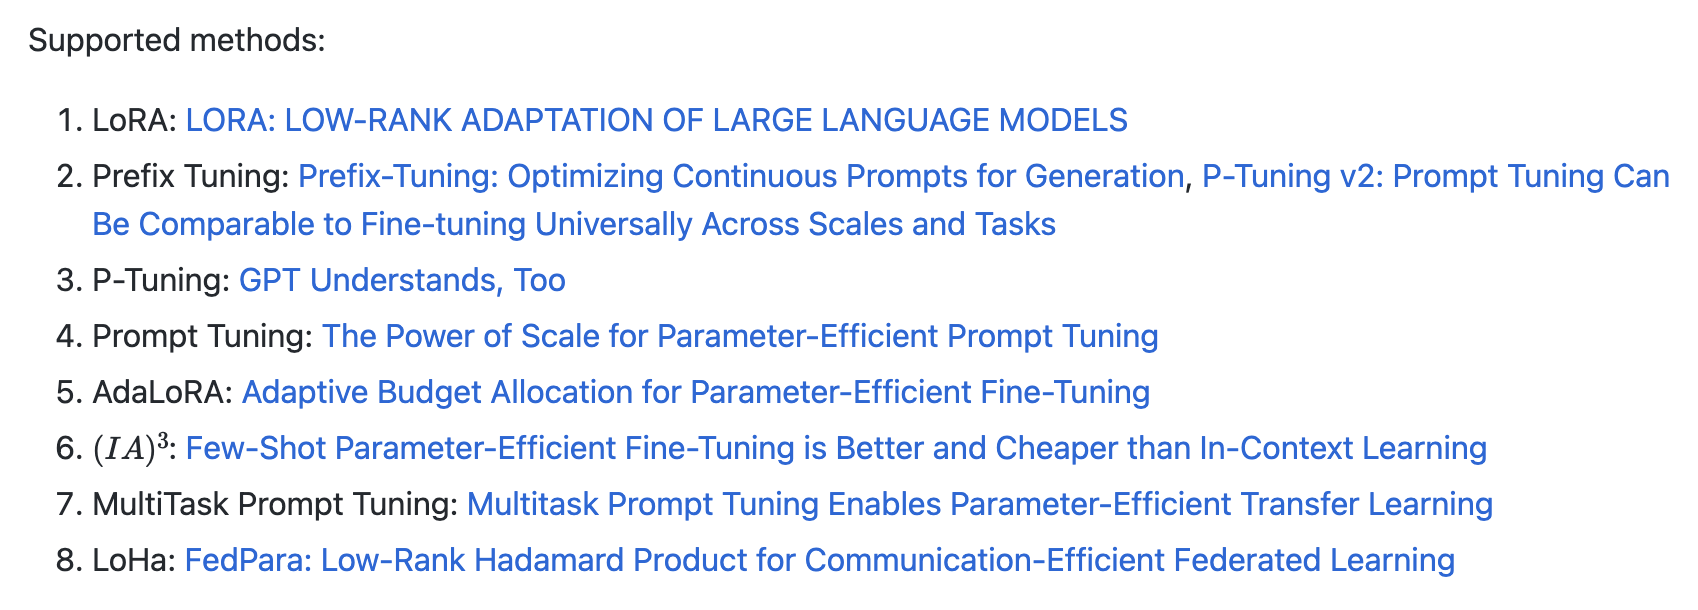 Supported methods:
1. LoRA: LORA: LOW-RANK ADAPTATION OF LARGE LANGUAGE MODELS
2. Prefix Tuning: Prefix-Tuning: Optimizing Continuous Prompts for Generation, P-Tuning v2: Prompt Tuning Can
Be Comparable to Fine-tuning Universally Across Scales and Tasks
3. P-Tuning: GPT Understands, Too
4. Prompt Tuning: The Power of Scale for Parameter-Efficient Prompt Tuning
5. AdaLoRA: Adaptive Budget Allocation for Parameter-Efficient Fine-Tuning
6. (IA)³: Few-Shot Parameter-Efficient Fine-Tuning is Better and Cheaper than In-Context Learning
7. MultiTask Prompt Tuning: Multitask Prompt Tuning Enables Parameter-Efficient Transfer Learning
8. LoHa: FedPara: Low-Rank Hadamard Product for Communication-Efficient Federated Learning